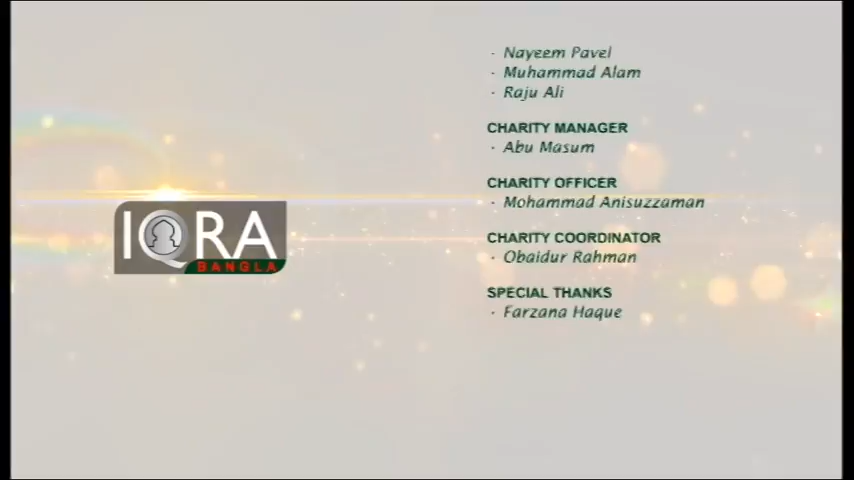 IQRA
BANGLA
- Nayeem Pavel
- Muhammad Alam
- Raju Ali
CHARITY MANAGER
- Abu Masum
CHARITY OFFICER
- Mohammad Anisuzzaman
CHARITY COORDINATOR
- Obaidur Rahman
SPECIAL THANKS
- Farzana Haque